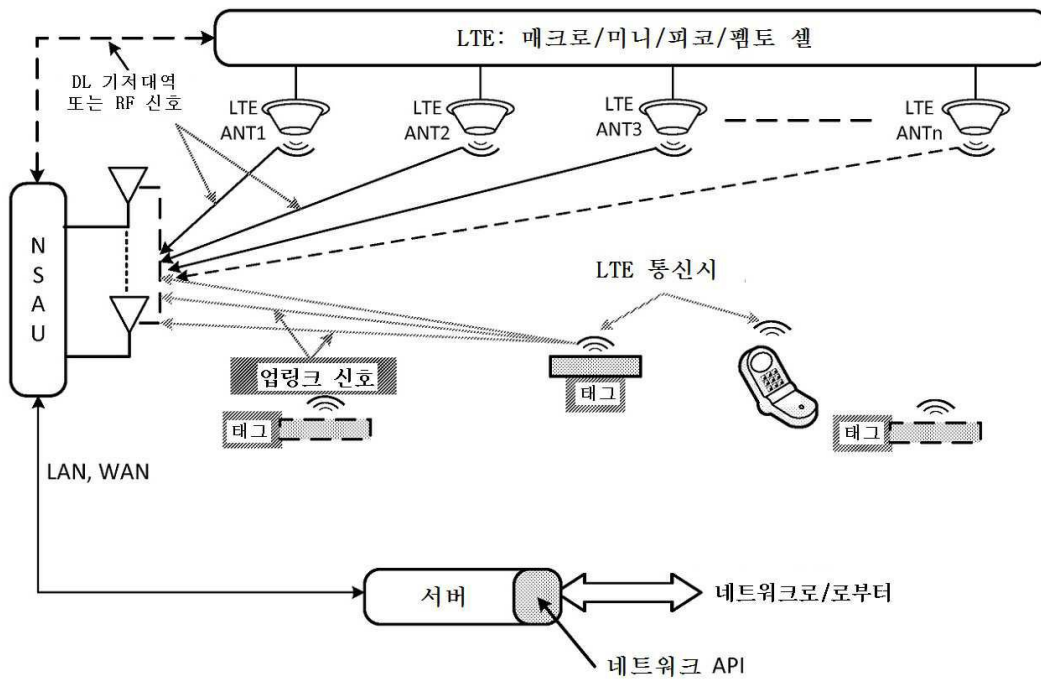 LTE: 매크로/미니/피코/펨토 셀
DL 기저대역
또는 RF 신호
LTE
ANT1
LTE
ANT2
LTE
ANT3
LTE
ANTn
N
S
A
U
LTE 통신시
업링크 신호
태그
태그
태그
LAN, WAN
서버
네트워크로/로부터
네트워크 API